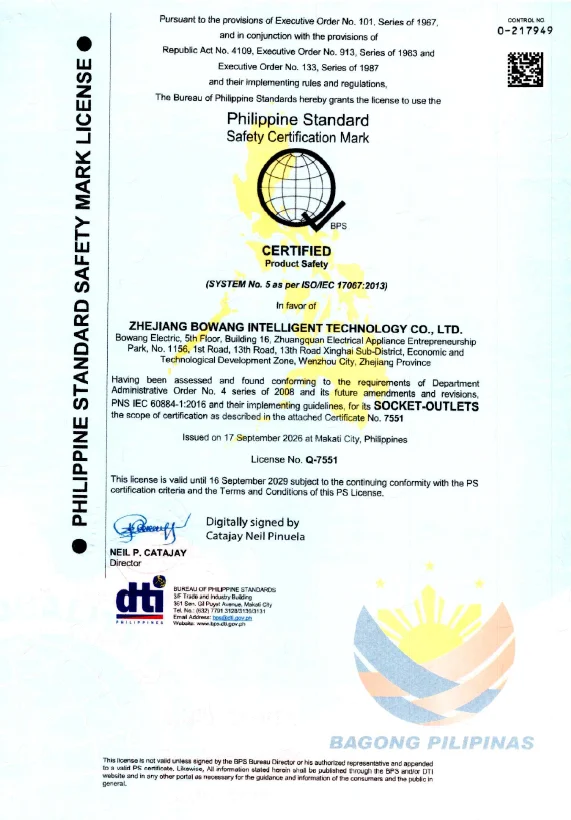 Pursuant to the provisions of Executive Order No. 101, Series of 1967,
and in conjunction with the provisions of
Republic Act No. 4109, Executive Order No. 913, Series of 1983 and
Executive Order No. 133, Series of 1987
and their implementing rules and regulations,
The Bureau of Philippine Standards hereby grants the license to use the
CONTROL NO.
0-217949
PHILIPPINE STANDARD SAFETY MARK LICENSE
Philippine Standard
Safety Certification Mark
BPS
CERTIFIED
Product Safety
(SYSTEM No. 5 as per ISO/IEC 17067:2013)
In favor of
ZHEJIANG BOWANG INTELLIGENT TECHNOLOGY CO., LTD.
Bowang Electric, 5th Floor, Building 16, Zhuangquan Electrical Appliance Entrepreneurship
Park, No. 1156, 1st Road, 13th Road, 13th Road Xinghai Sub-District, Economic and
Technological Development Zone, Wenzhou City, Zhejiang Province
Having been assessed and found conforming to the requirements of Department
Administrative Order No. 4 series of 2008 and its future amendments and revisions,
PNS IEC 60884-1:2016 and their implementing guidelines, for its SOCKET-OUTLETS
the scope of certification as described in the attached Certificate No. 7551
Issued on 17 September 2026 at Makati City, Philippines
License No. Q-7551
This license is valid until 16 September 2029 subject to the continuing conformity with the PS
certification criteria and the Terms and Conditions of this PS License.
Digitally signed by
Catajay Neil Pinuela
NEIL P. CATAJAY
Director
dti
PHILIPPINES
BUREAU OF PHILIPPINE STANDARDS
3/F Trade and Industry Building
361 Sen. Gil Puyat Avenue, Makati City
Tel. No.: (632) 7791 3128/3136/3131
Email Address: bps@dti.gov.ph
Website: www.bps.dti.gov.ph
BAGONG PILIPINAS
This license is not valid unless signed by the BPS Bureau Director or his authorized representative and appended
to a valid PS certificate. Likewise, All information stated herein shall be published through the BPS and/or DTI
website and in any other portal as necessary for the guidance and information of the consumers and the public in
general.